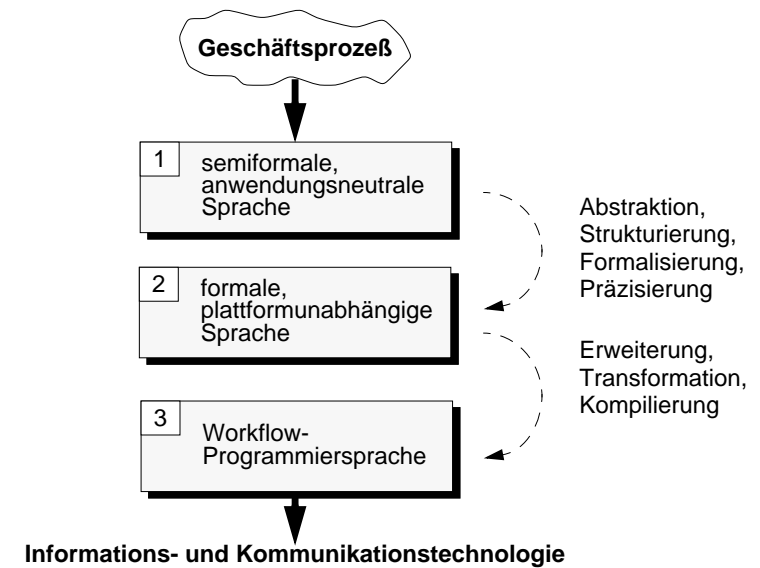 Geschäftsprozeß
1
semiformale,
anwendungsneutrale
Sprache
Abstraktion,
Strukturierung,
Formalisierung,
Präzisierung
2
formale,
plattformunabhängige
Sprache
Erweiterung,
Transformation,
Kompilierung
3
Workflow-
Programmiersprache
Informations- und Kommunikationstechnologie